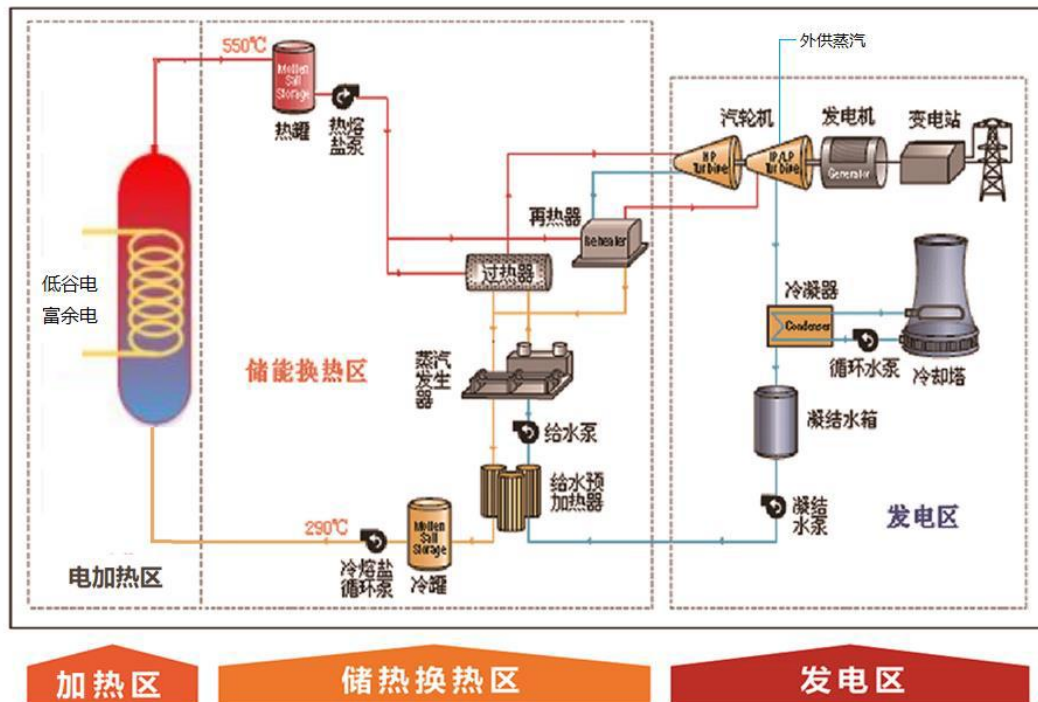 外供蒸汽
550℃
Molten
Salt
Storage
热罐
热熔
盐泵
汽轮机
发电机
变电站
HP
Turbine
IP/LP
Turbine
Generator
再热器
Reheater
过热器
低谷电
富余电
储能换热区
蒸汽
发生
器
冷凝器
Condenser
循环水泵
冷却塔
给水泵
凝结水箱
给水预
加热器
凝结
水泵
发电区
290℃
Molten
Salt
Storage
冷熔盐
循环泵
冷罐
电加热区
加热区
储热换热区
发电区